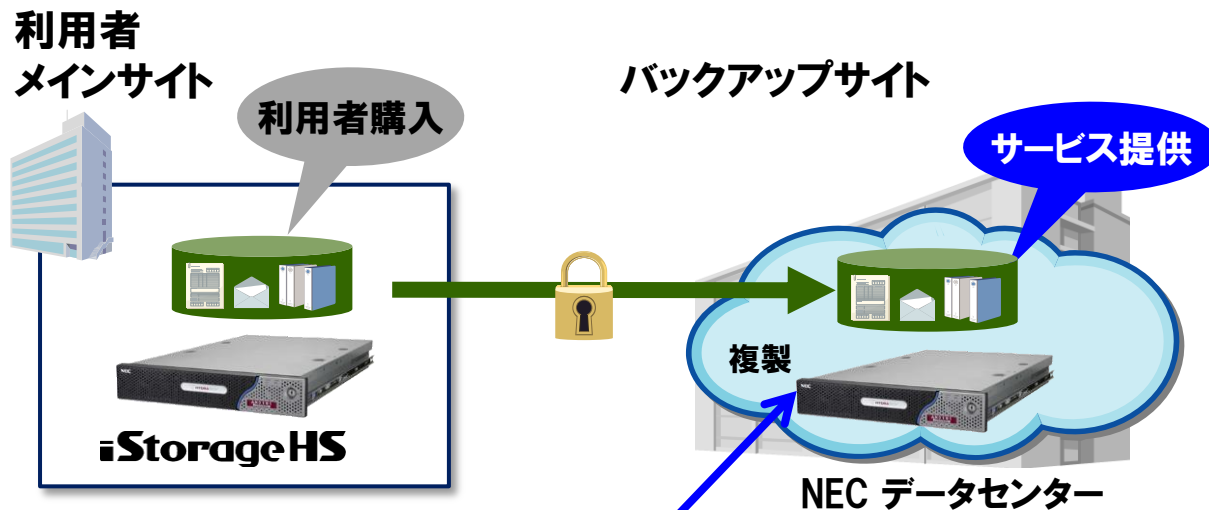 利用者
メインサイト
利用者購入
バックアップサイト
サービス提供
複製
NEC
NEC
iStorageHS
NEC データセンター